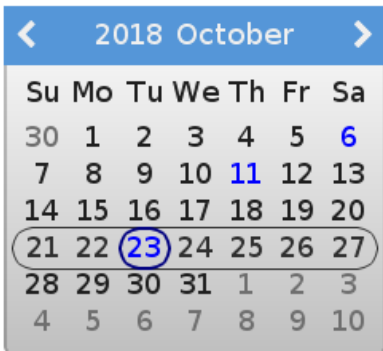 2018 October
Su Mo Tu We Th Fr Sa
30 1 2 3 4 5 6
7 8 9 10 11 12 13
14 15 16 17 18 19 20
21 22 23 24 25 26 27
28 29 30 31 1 2 3
4 5 6 7 8 9 10